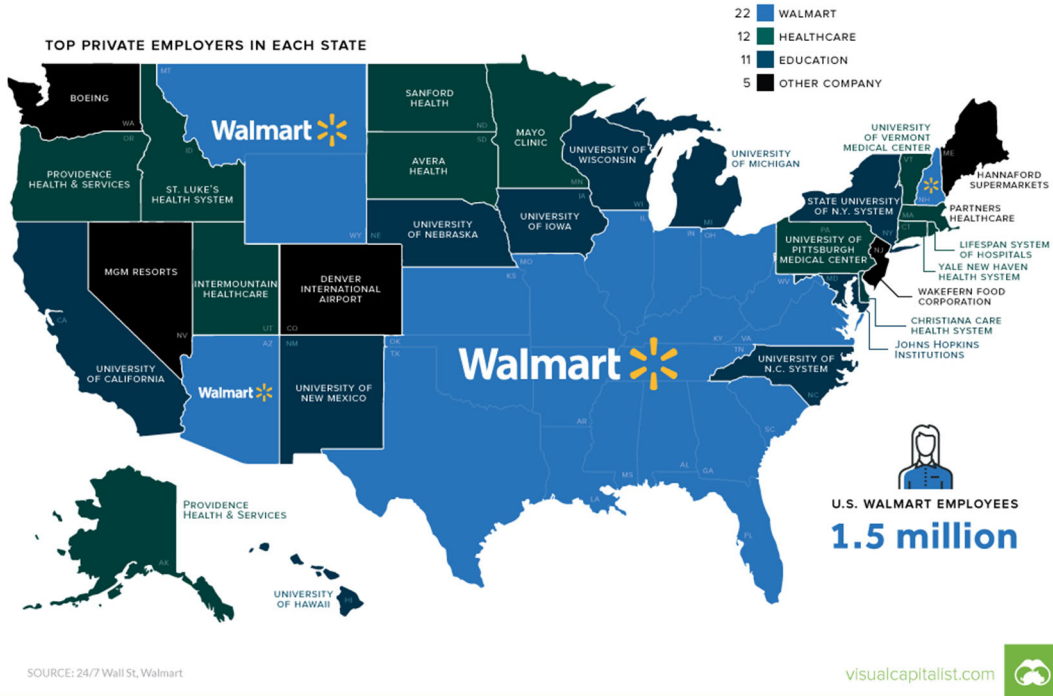 TOP PRIVATE EMPLOYERS IN EACH STATE
22 WALMART
12 HEALTHCARE
11 EDUCATION
5 OTHER COMPANY
BOEING
WA
OR
PROVIDENCE
HEALTH & SERVICES
ID
ST. LUKE'S
HEALTH SYSTEM
MT
Walmart
WY
SANFORD
HEALTH
ND
SD
AVERA
HEALTH
MAYO
CLINIC
MN
UNIVERSITY OF
WISCONSIN
WI
UNIVERSITY
OF MICHIGAN
MI
NE
UNIVERSITY
OF NEBRASKA
IA
UNIVERSITY
OF IOWA
UNIVERSITY
OF VERMONT
MEDICAL CENTER
VT
NH
ME
HANNAFORD
SUPERMARKETS
STATE UNIVERSITY
OF N.Y. SYSTEM
NY
MA
PARTNERS
HEALTHCARE
CT
LIFESPAN SYSTEM
OF HOSPITALS
YALE NEW HAVEN
HEALTH SYSTEM
PA
UNIVERSITY OF
PITTSBURGH
MEDICAL CENTER
NJ
WAKEFERN FOOD
CORPORATION
MD
CHRISTIANA CARE
HEALTH SYSTEM
JOHNS HOPKINS
INSTITUTIONS
MGM RESORTS
NV
INTERMOUNTAIN
HEALTHCARE
UT
DENVER
INTERNATIONAL
AIRPORT
CO
CA
UNIVERSITY
OF CALIFORNIA
AZ
Walmart
NM
UNIVERSITY OF
NEW MEXICO
KS
MO
IL
IN
OH
WV
KY
VA
TN
OK
TX
Walmart
UNIVERSITY OF
N.C. SYSTEM
NC
SC
AR
MS
AL
GA
LA
FL
PROVIDENCE
HEALTH & SERVICES
AK
UNIVERSITY
OF HAWAII
HI
U.S. WALMART EMPLOYEES
1.5 million
SOURCE: 24/7 Wall St, Walmart
visualcapitalist.com